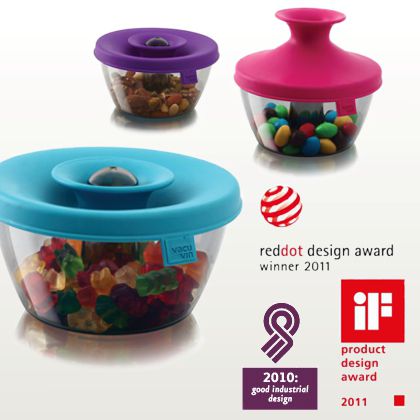 vacu
vin
reddot design award
winner 2011
2010:
good industrial
design
iF
product
design
award
2011